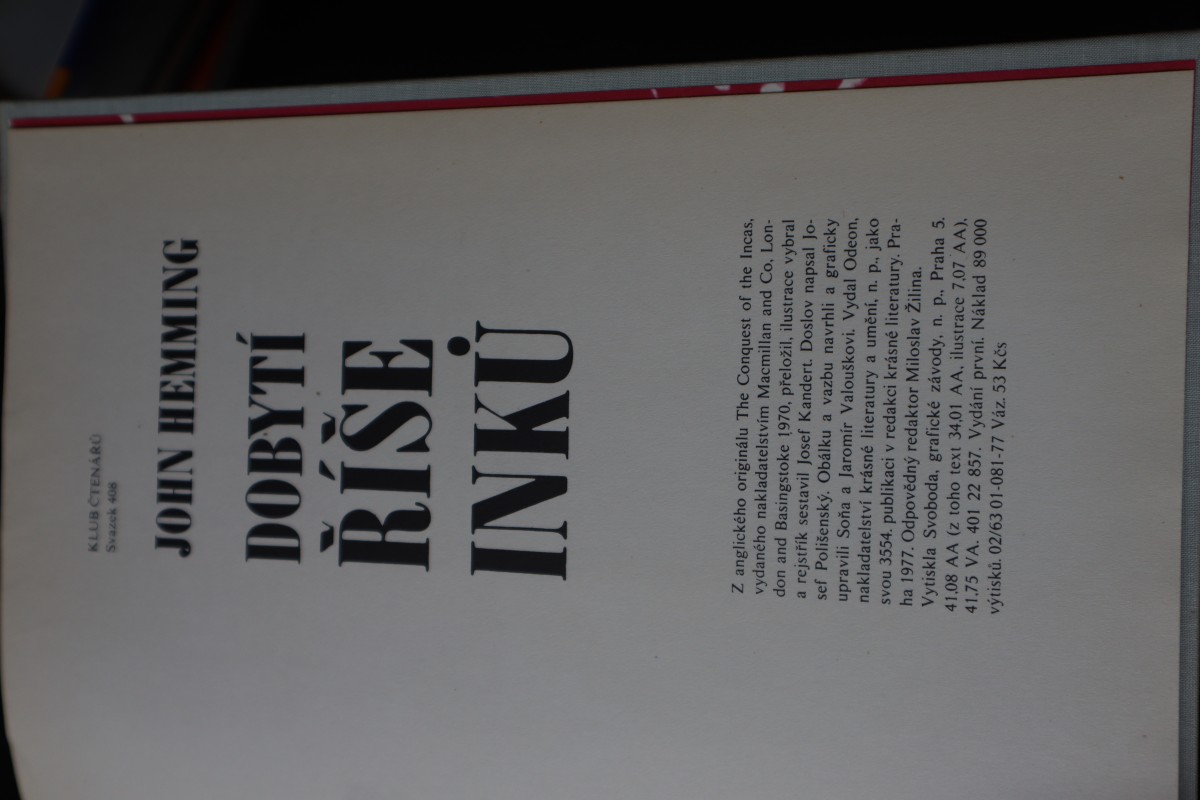 KLUB ČTENÁŘŮ
Svazek 408
JOHN HEMMING
DOBYTÍ
ŘÍŠE
INKŮ
Z anglického originálu The Conquest of the Incas,
vydaného nakladatelstvím Macmillan and Co, Lon-
don and Basingstoke 1970, přeložil, ilustrace vybral
a rejstřík sestavil Josef Kandert. Doslov napsal Jo-
sef Polišenský. Obálku a vazbu navrhli a graficky
upravili Soňa a Jaromír Valouškovi. Vydal Odeon,
nakladatelství krásné literatury a umění, n. p., jako
svou 3554. publikaci v redakci krásné literatury. Pra-
ha 1977. Odpovědný redaktor Miloslav Žilina.
Vytiskla Svoboda, grafické závody, n. p., Praha 5.
41,08 AA (z toho text 34,01 AA, ilustrace 7,07 AA),
41,75 VA. 401 22 857. Vydání první. Náklad 89 000
výtisků. 02/63 01-081-77 Váz. 53 Kčs